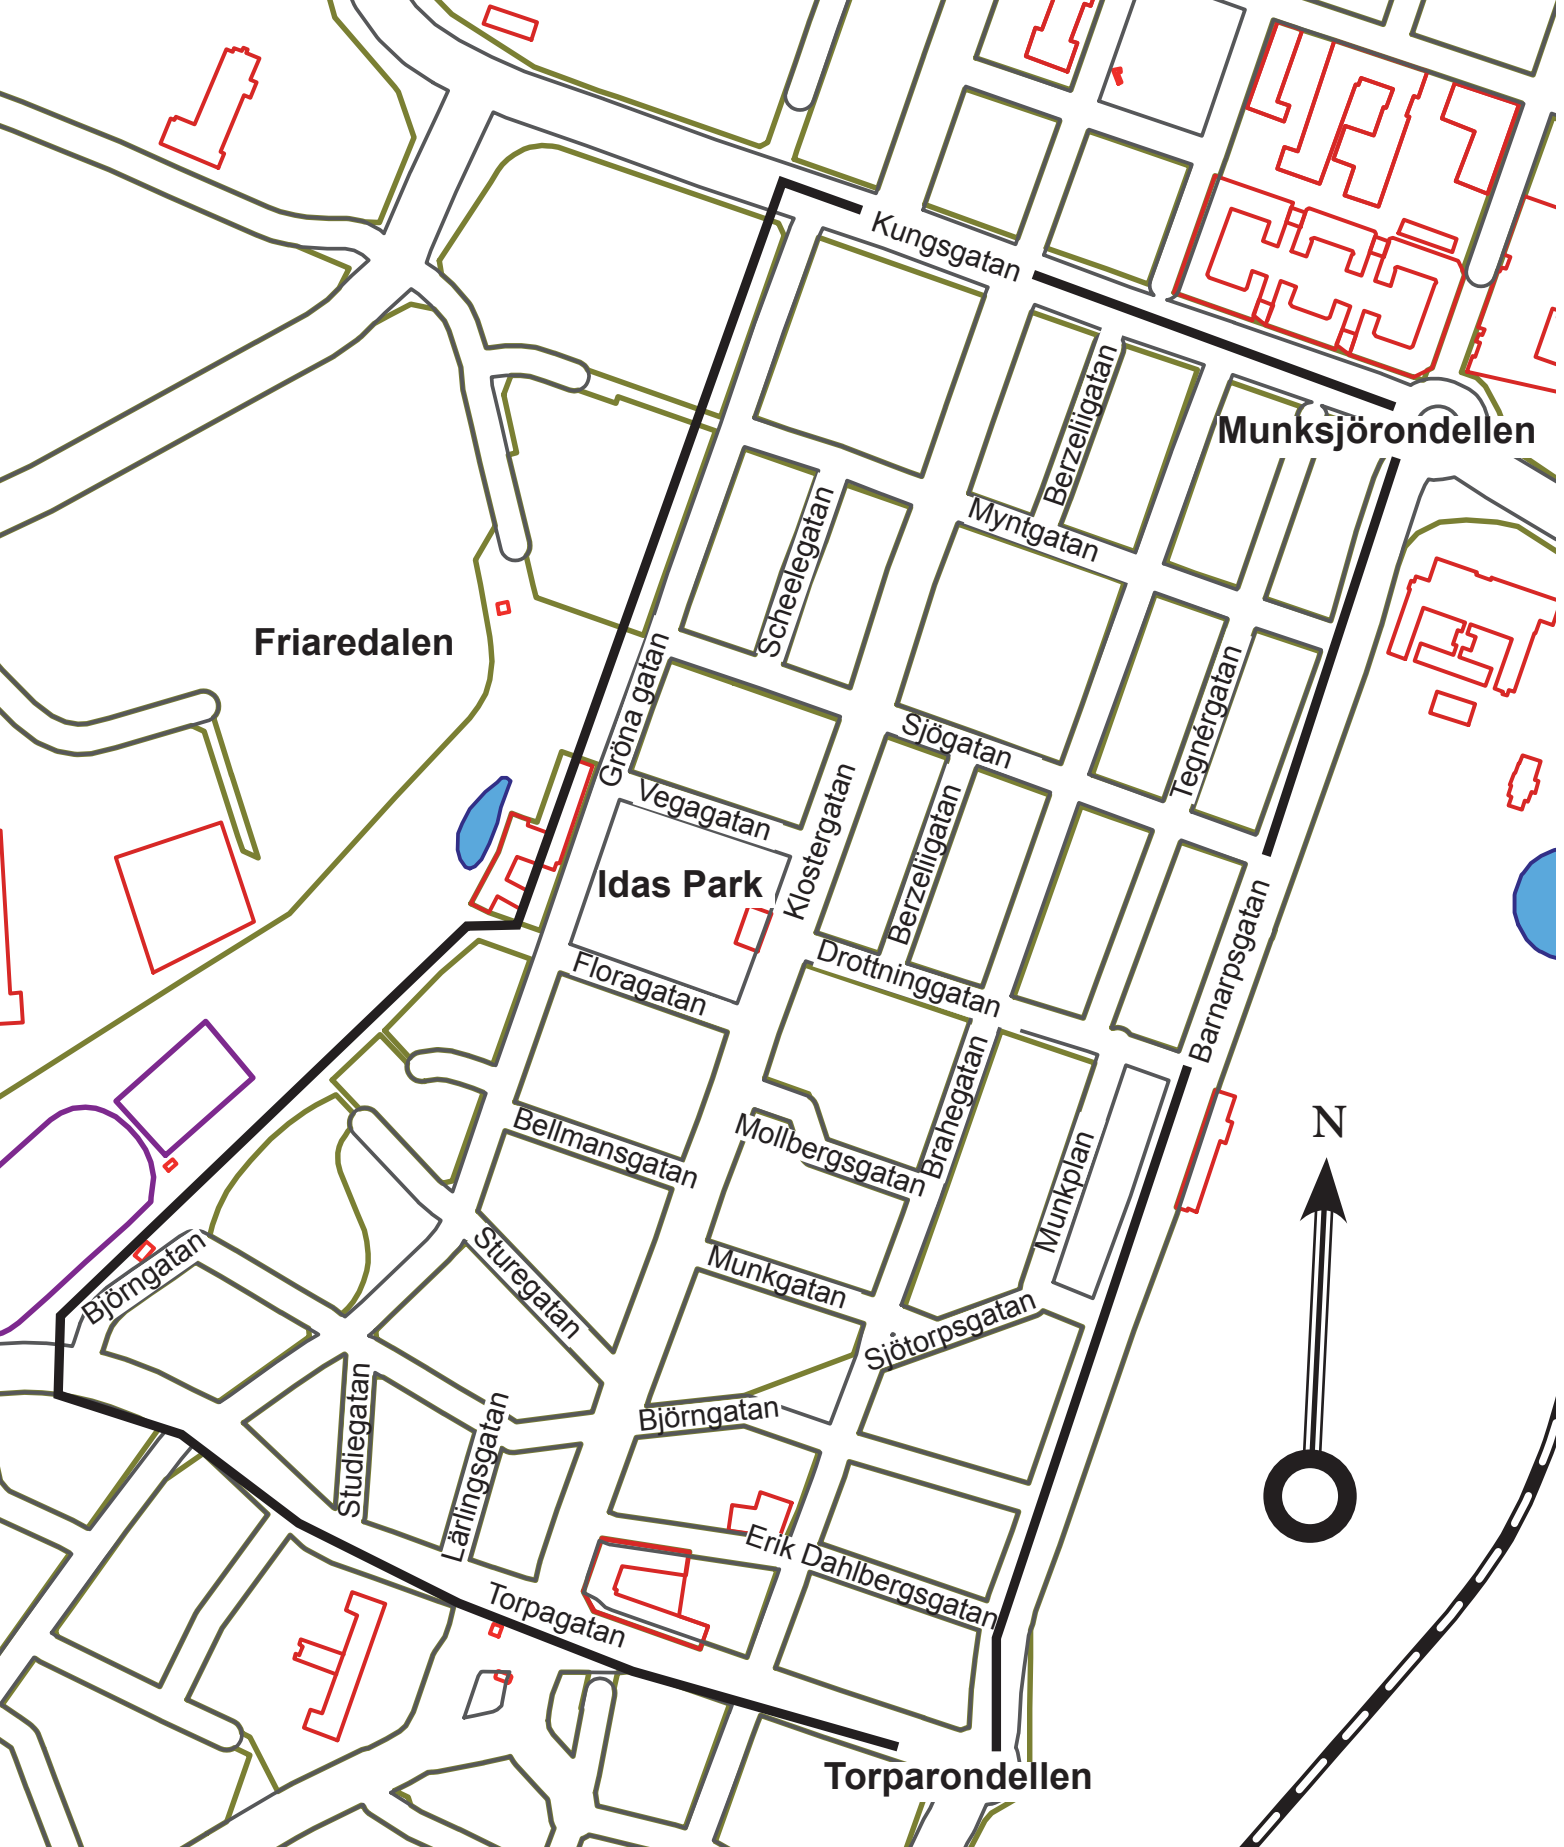 Kungsgatan
Berzeliigatan
Munksjörondellen
Scheelegatan
Myntgatan
Friaredalen
Gröna gatan
Tegnérgatan
Sjögatan
Vegagatan
Klostergatan
Berzeliigatan
Idas Park
Barnarpsgatan
Drottninggatan
Floragatan
Brahegatan
N
Bellmansgatan
Mollbergsgatan
Munkplan
Björngatan
Sturegatan
Munkgatan
Sjötorpsgatan
Studiegatan
Lärlingsgatan
Björngatan
Erik Dahlbergsgatan
Torpagatan
Torparondellen